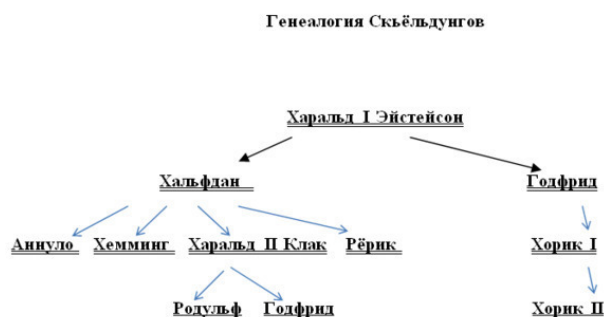 Генеалогия Скьёльдунгов
Харальд I Эйстейсон
Хальфдан Годфрид
Аннуло Хемминг Харальд II Клак Рёрик Хорик I
Родульф Годфрид Хорик II